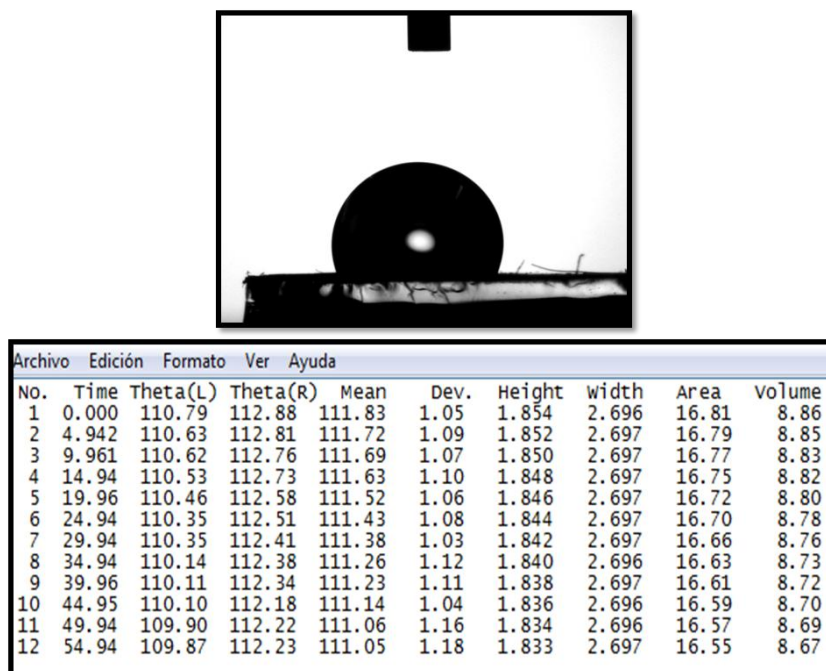 Archivo Edición Formato Ver Ayuda
No. Time Theta(L) Theta(R) Mean Dev. Height Width Area Volume
1 0.000 110.79 112.88 111.83 1.05 1.854 2.696 16.81 8.86
2 4.942 110.63 112.81 111.72 1.09 1.852 2.697 16.79 8.85
3 9.961 110.62 112.76 111.69 1.07 1.850 2.697 16.77 8.83
4 14.94 110.53 112.73 111.63 1.10 1.848 2.697 16.75 8.82
5 19.96 110.46 112.58 111.52 1.06 1.846 2.697 16.72 8.80
6 24.94 110.35 112.51 111.43 1.08 1.844 2.697 16.70 8.78
7 29.94 110.35 112.41 111.38 1.03 1.842 2.697 16.66 8.76
8 34.94 110.14 112.38 111.26 1.12 1.840 2.696 16.63 8.73
9 39.96 110.11 112.34 111.23 1.11 1.838 2.697 16.61 8.72
10 44.95 110.10 112.18 111.14 1.04 1.836 2.696 16.59 8.70
11 49.94 109.90 112.22 111.06 1.16 1.834 2.696 16.57 8.69
12 54.94 109.87 112.23 111.05 1.18 1.833 2.697 16.55 8.67